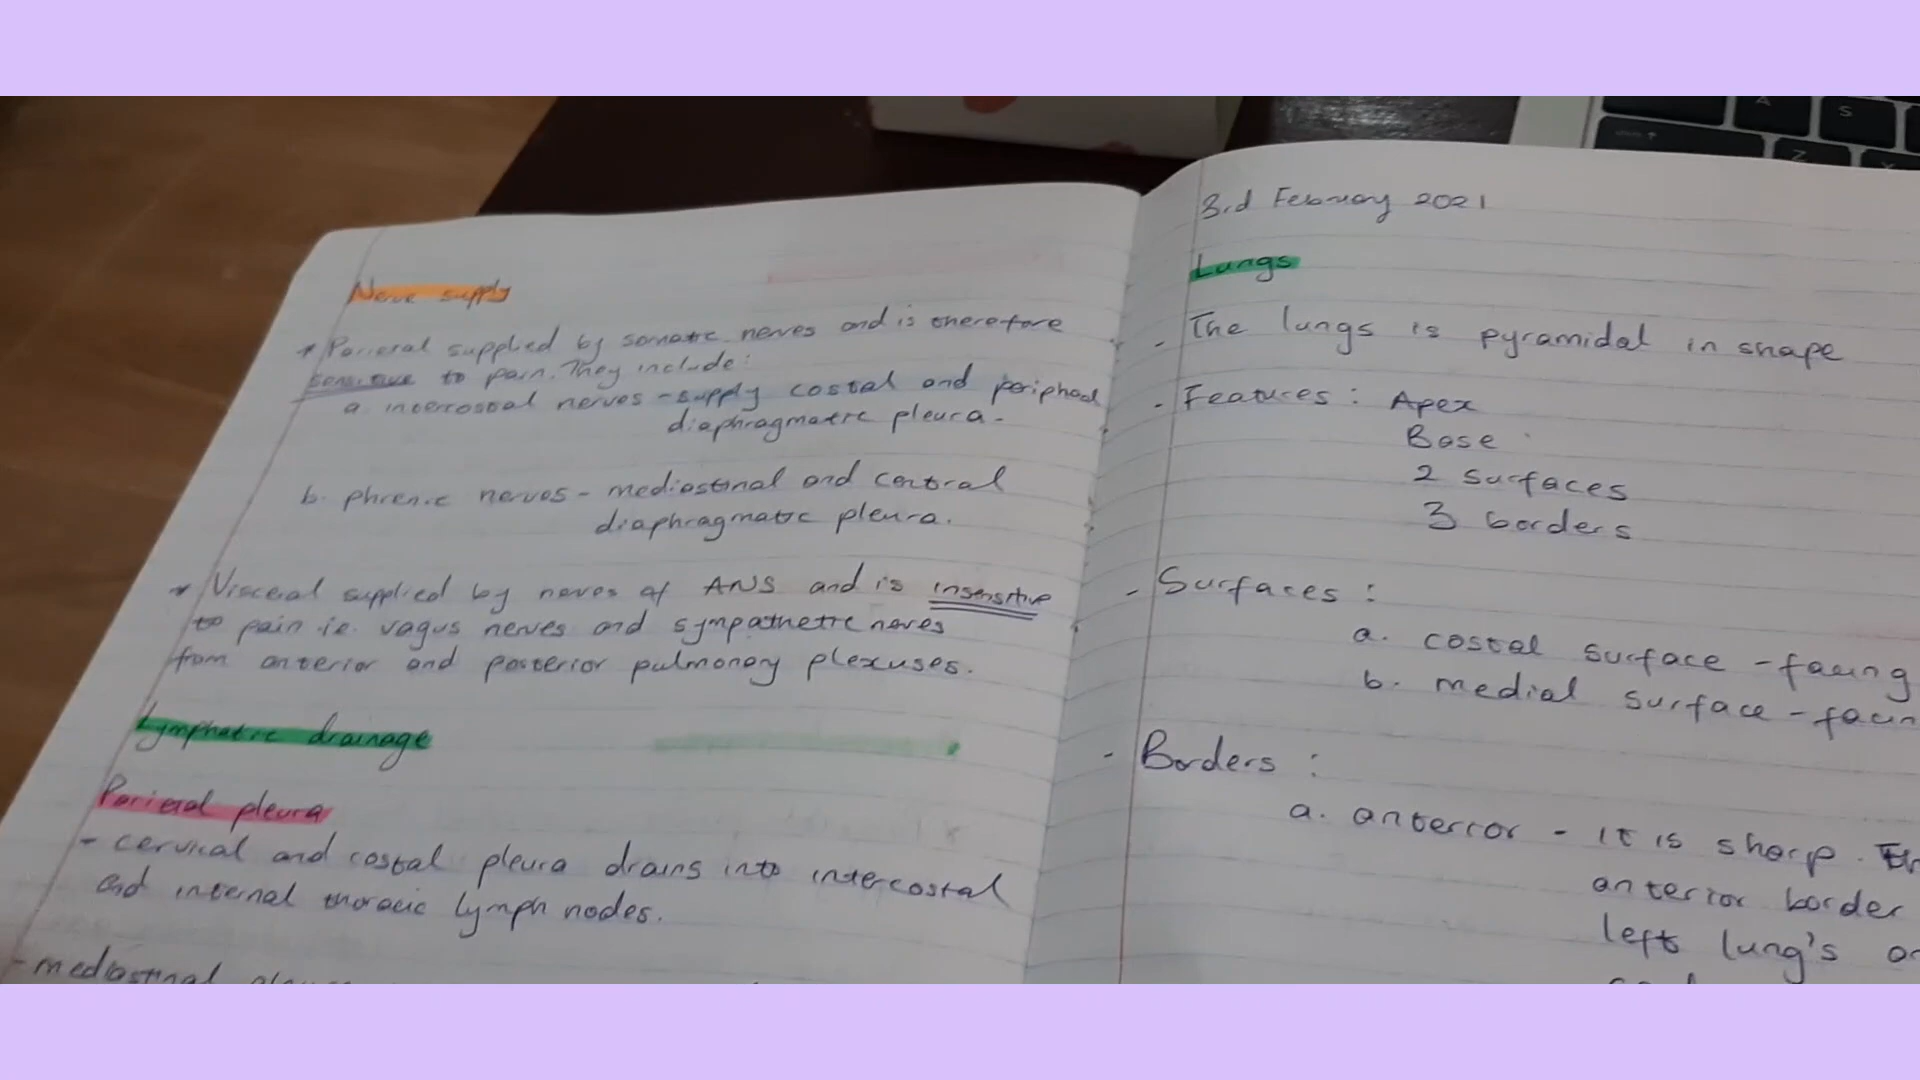 Nerve supply
* Parietal supplied by somatic nerves and is therefore
sensitive to pain. They include:
a. intercostal nerves - supply costal and peripheral
diaphragmatic pleura.
b. phrenic nerves - mediastinal and central
diaphragmatic pleura.
* Visceral supplied by nerves of ANS and is insensitive
to pain i.e. vagus nerves and sympathetic nerves
from anterior and posterior pulmonary plexuses.
Lymphatic drainage
Parietal pleura
- cervical and costal pleura drains into intercostal
and internal thoracic lymph nodes.
- mediastinal
3rd February 2021
Lungs
- The lungs is pyramidal in shape
- Features: Apex
Base
2 surfaces
3 borders
- Surfaces:
a. costal surface - facing
b. medial surface -
- Borders:
a. anterior - it is sharp.
anterior border
left lung's
A
S
Z